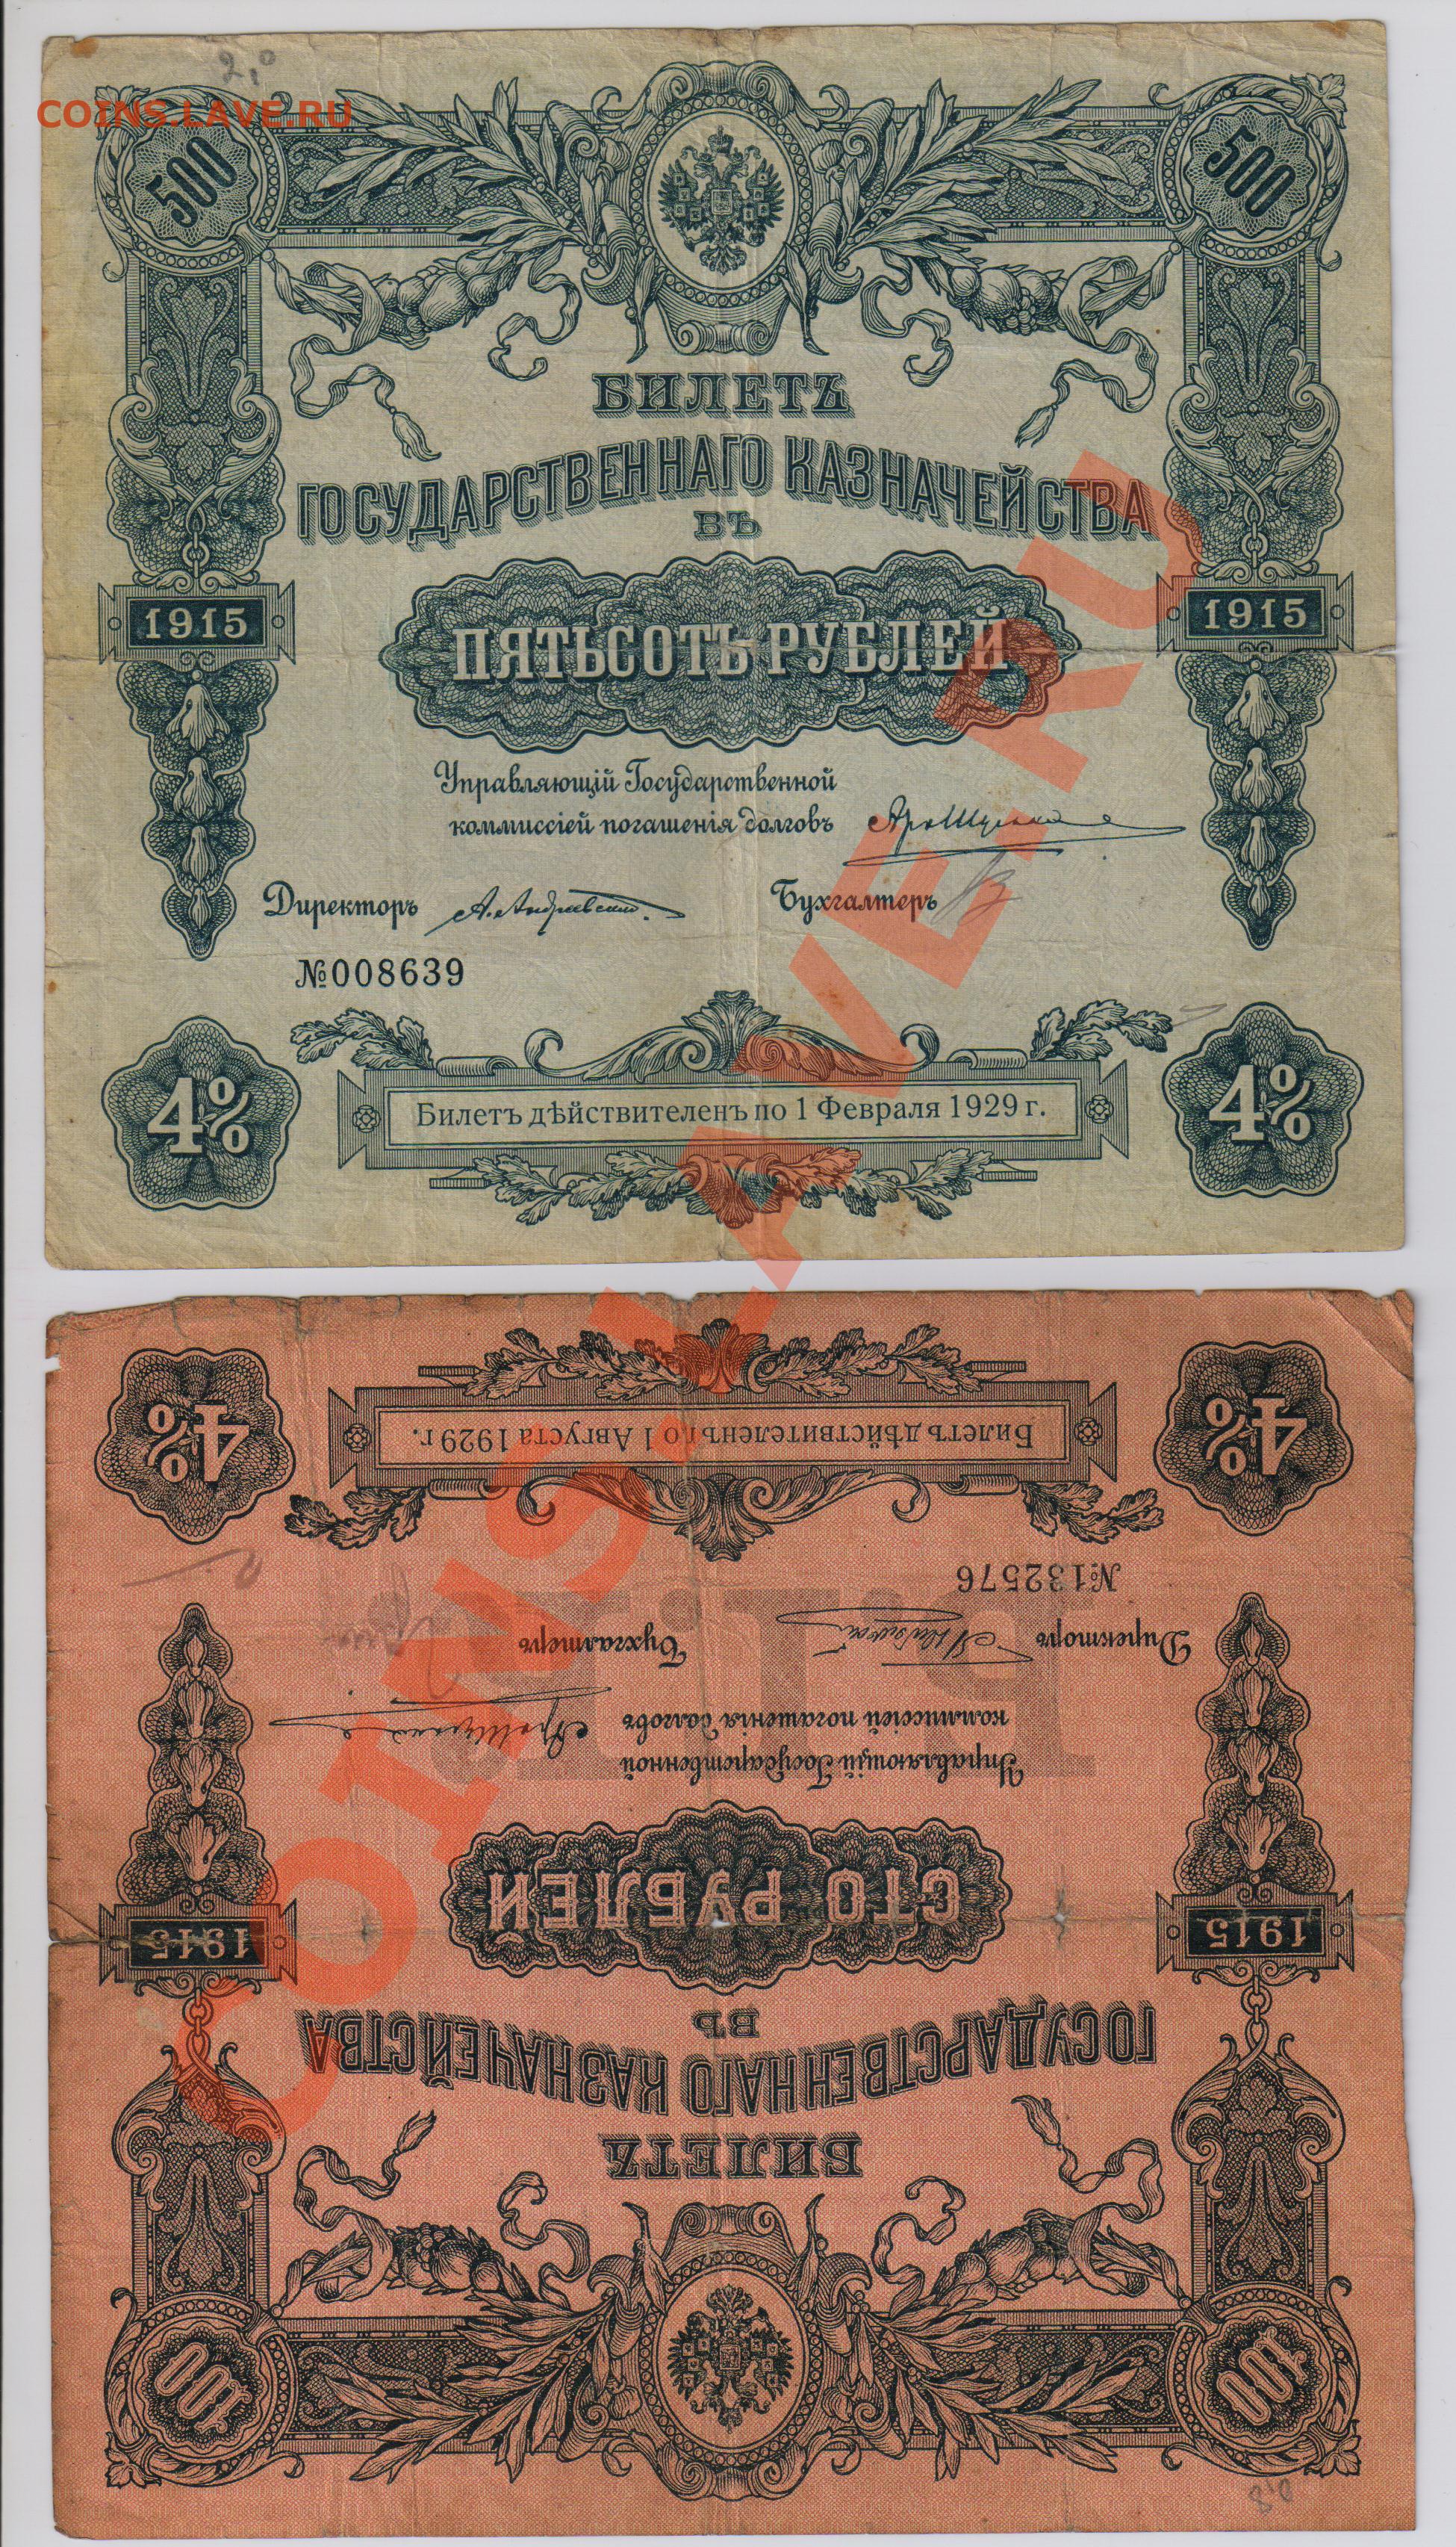 2,0
COINS.LAVE.RU
500 500
БИЛЕТЪ
ГОСУДАРСТВЕННАГО КАЗНАЧЕЙСТВА
ВЪ
1915 1915
ПЯТЬСОТЪ РУБЛЕЙ
Управляющій Государственной
коммиссіей погашенія долговъ
Директоръ Бухгалтеръ
№008639
4% 4%
Билетъ дѣйствителенъ по 1 Февраля 1929 г.
COINS.LAVE.RU
100 100
БИЛЕТЪ
ГОСУДАРСТВЕННАГО КАЗНАЧЕЙСТВА
ВЪ
1915 1915
СТО РУБЛЕЙ
Управляющій Государственной
коммиссіей погашенія долговъ
Директоръ Бухгалтеръ
№132576
4% 4%
Билетъ дѣйствителенъ по 1 Августа 1929 г.